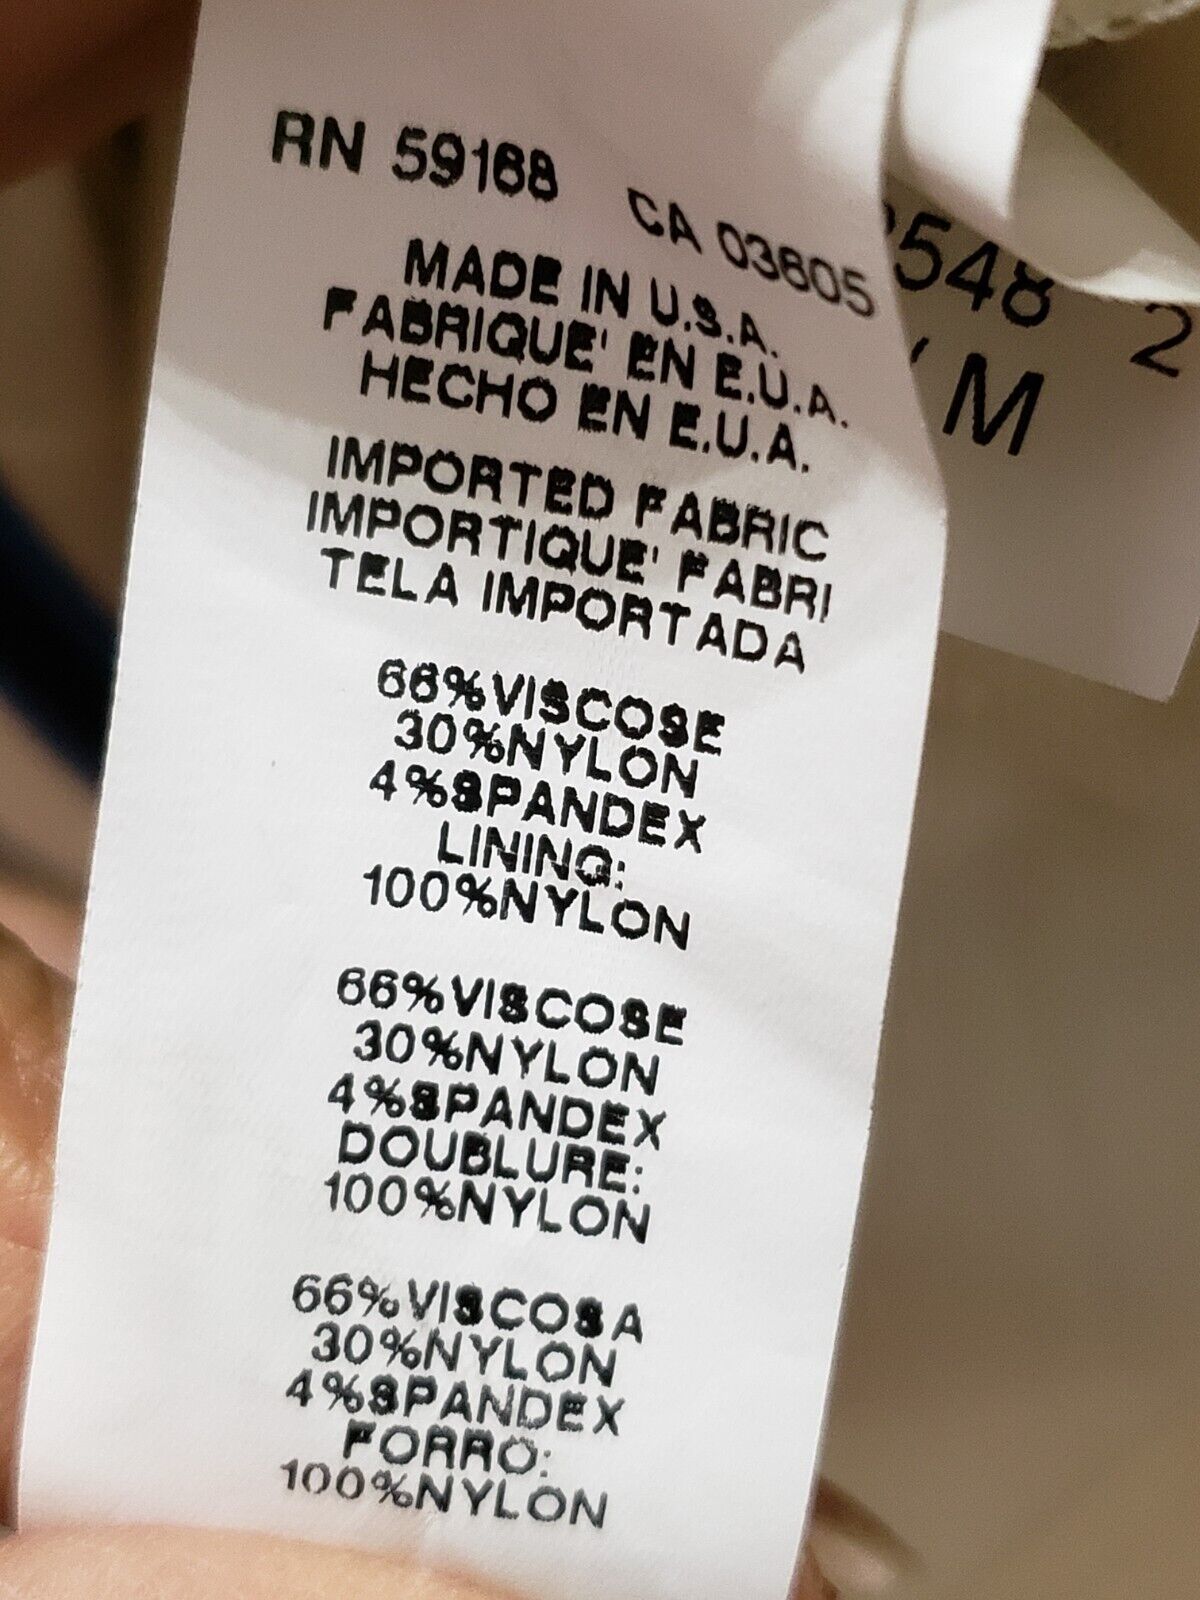 RN 59168 CA 03605
MADE IN U.S.A.
FABRIQUE' EN E.U.A.
HECHO EN E.U.A.
IMPORTED FABRIC
IMPORTIQUE' FABRI
TELA IMPORTADA
66%VISCOSE
30%NYLON
4%SPANDEX
LINING:
100%NYLON
66%VISCOSE
30%NYLON
4%SPANDEX
DOUBLURE:
100%NYLON
66%VISCOSA
30%NYLON
4%SPANDEX
FORRO:
100%NYLON
548 2
M